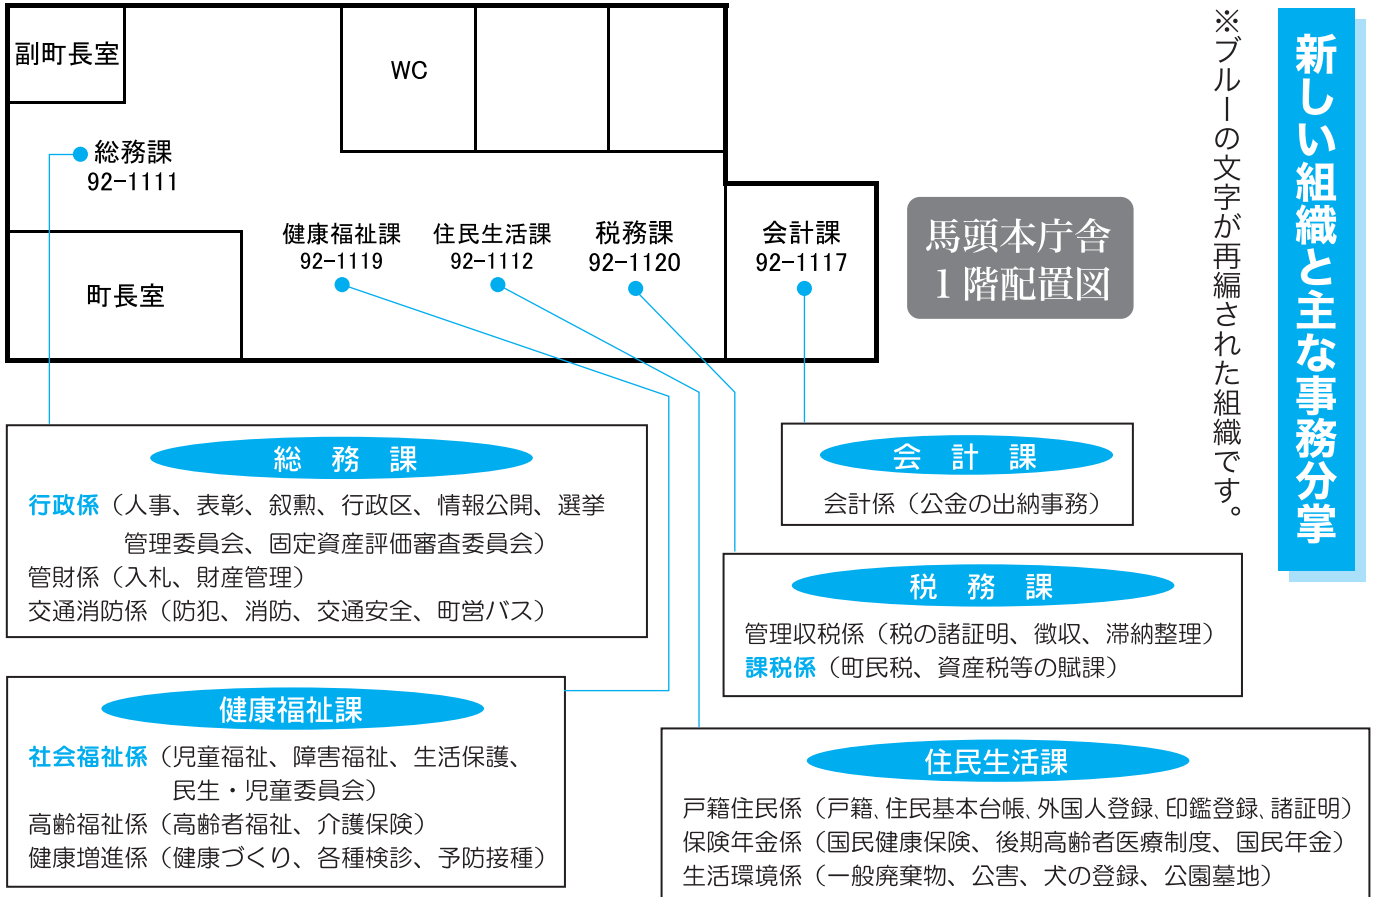 新しい組織と主な事務分掌
※ブルーの文字が再編された組織です。
馬頭本庁舎
1階配置図
副町長室
WC
総務課
92-1111
町長室
健康福祉課
92-1119
住民生活課
92-1112
税務課
92-1120
会計課
92-1117
総務課
行政係（人事、表彰、叙勲、行政区、情報公開、選挙
管理委員会、固定資産評価審査委員会）
管財係（入札、財産管理）
交通消防係（防犯、消防、交通安全、町営バス）
会計課
会計係（公金の出納事務）
税務課
管理収税係（税の諸証明、徴収、滞納整理）
課税係（町民税、資産税等の賦課）
健康福祉課
社会福祉係（児童福祉、障害福祉、生活保護、
民生・児童委員会）
高齢福祉係（高齢者福祉、介護保険）
健康増進係（健康づくり、各種検診、予防接種）
住民生活課
戸籍住民係（戸籍、住民基本台帳、外国人登録、印鑑登録、諸証明）
保険年金係（国民健康保険、後期高齢者医療制度、国民年金）
生活環境係（一般廃棄物、公害、犬の登録、公園墓地）